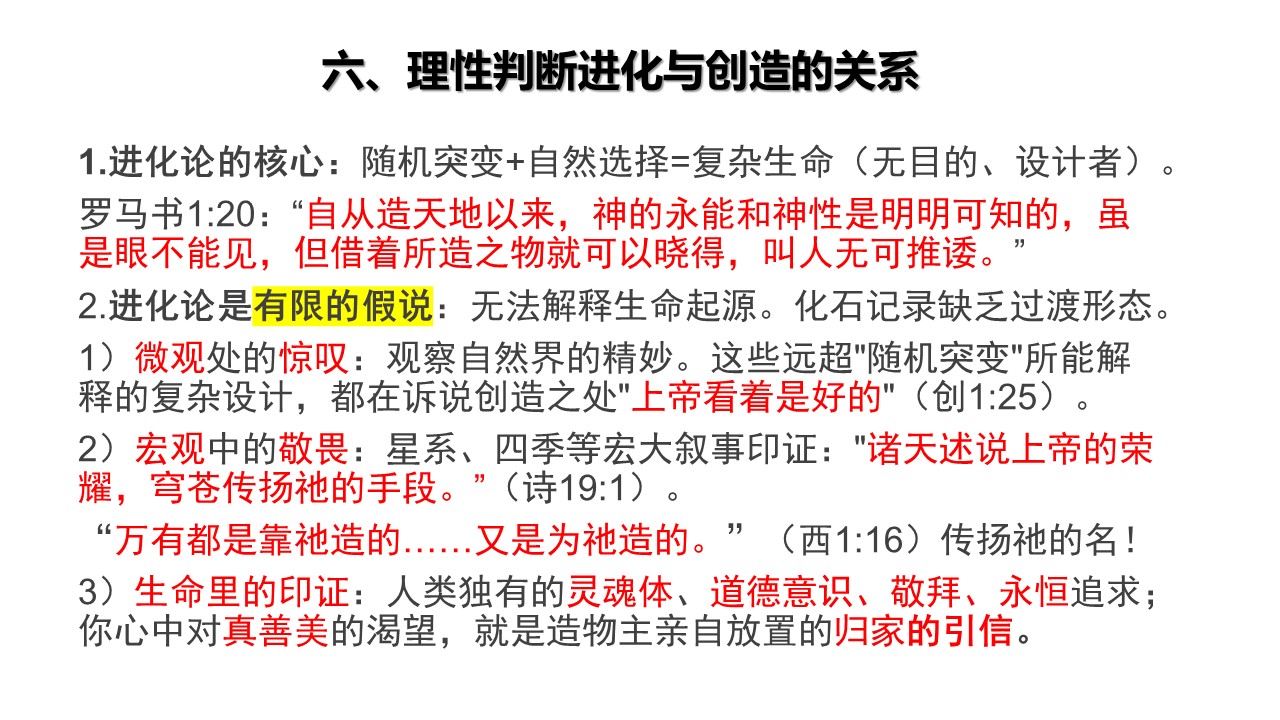 六、理性判断进化与创造的关系
1.进化论的核心：随机突变+自然选择=复杂生命（无目的、设计者）。
罗马书1:20：“自从造天地以来，神的永能和神性是明明可知的，虽
是眼不能见，但借着所造之物就可以晓得，叫人无可推诿。”
2.进化论是有限的假说：无法解释生命起源。化石记录缺乏过渡形态。
1）微观处的惊叹：观察自然界的精妙。这些远超"随机突变"所能解
释的复杂设计，都在诉说创造之处"上帝看着是好的"（创1:25）。
2）宏观中的敬畏：星系、四季等宏大叙事印证："诸天述说上帝的荣
耀，穹苍传扬祂的手段。”（诗19:1）。
“万有都是靠祂造的……又是为祂造的。”（西1:16）传扬祂的名！
3）生命里的印证：人类独有的灵魂体、道德意识、敬拜、永恒追求；
你心中对真善美的渴望，就是造物主亲自放置的归家的引信。